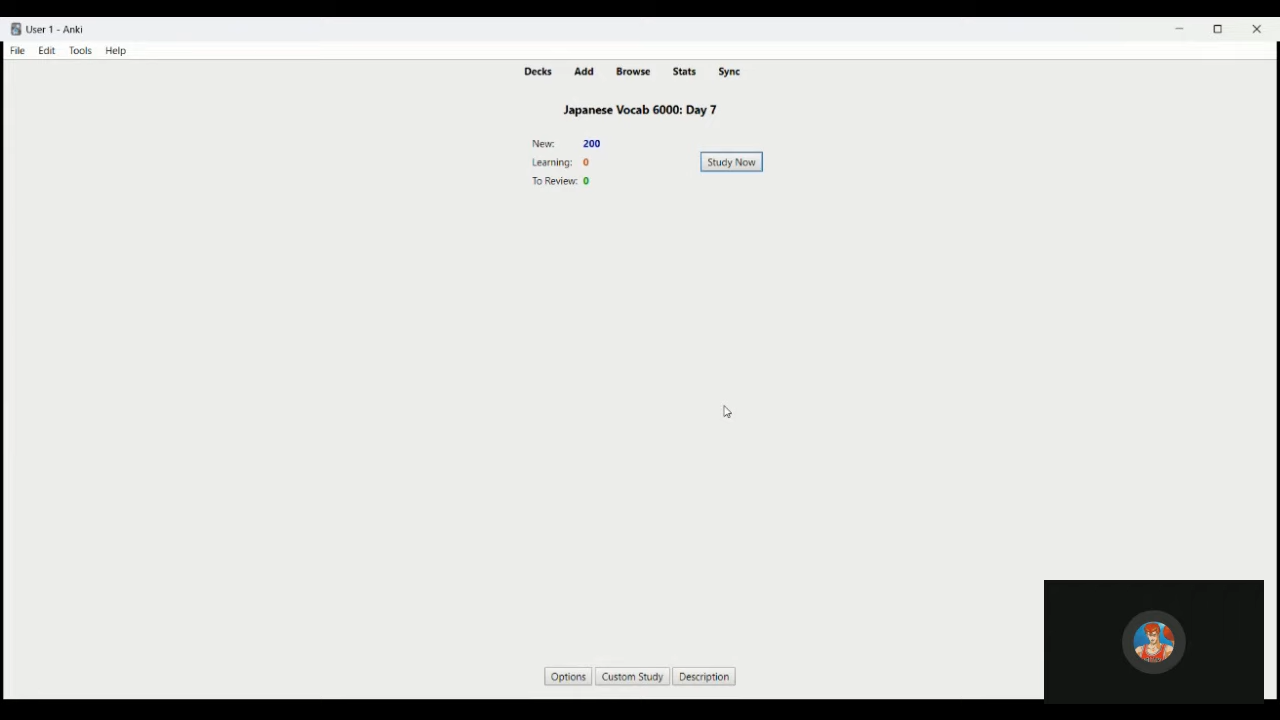 User 1 - Anki
File Edit Tools Help
Decks Add Browse Stats Sync
Japanese Vocab 6000: Day 7
New: 200
Learning: 0
Study Now
To Review: 0
Options Custom Study Description